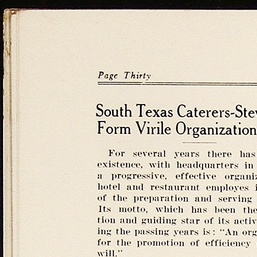 Page Thirty
South Texas Caterers-Stev
Form Virile Organization
For several years there has
existence, with headquarters in
a progressive, effective organiz
hotel and restaurant employes i
of the preparation and serving
Its motto, which has been the
tion and guiding star of its activ
ing the passing years is: "An org
for the promotion of efficiency
will."